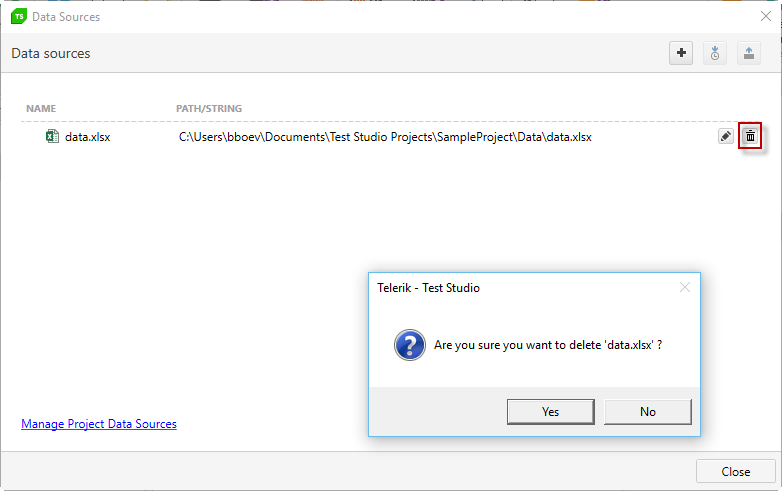 TS Data Sources
Data sources
NAME PATH/STRING
data.xlsx C:\Users\bboev\Documents\Test Studio Projects\SampleProject\Data\data.xlsx
Telerik - Test Studio
Are you sure you want to delete 'data.xlsx' ?
Yes No
Manage Project Data Sources
Close